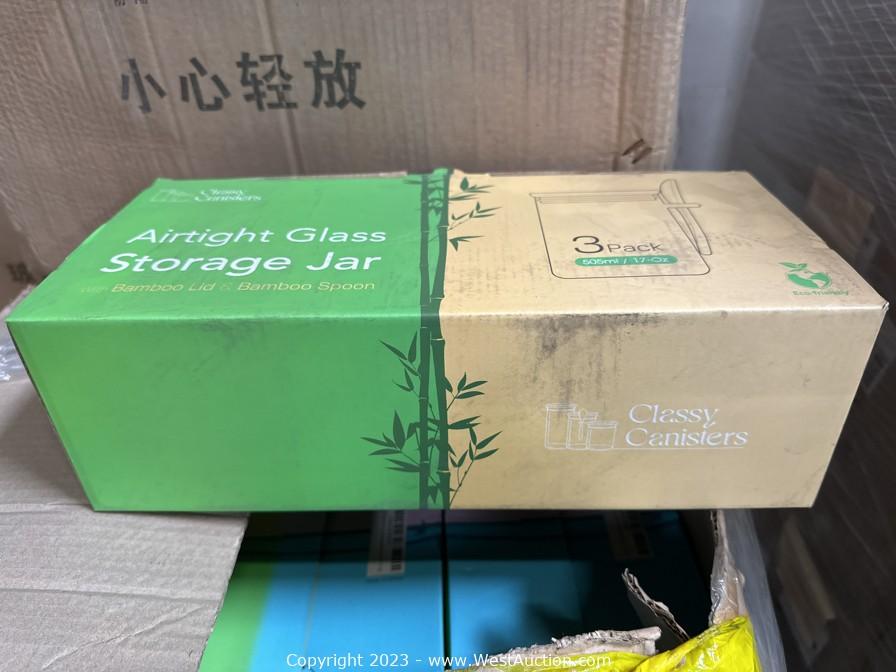 小心轻放
Classy
Canisters
Airtight Glass
Storage Jar
with Bamboo Lid & Bamboo Spoon
3 Pack
505ml / 17-Oz
Eco-friendly
Classy
Canisters
Copyright 2023 - www.WestAuction.com